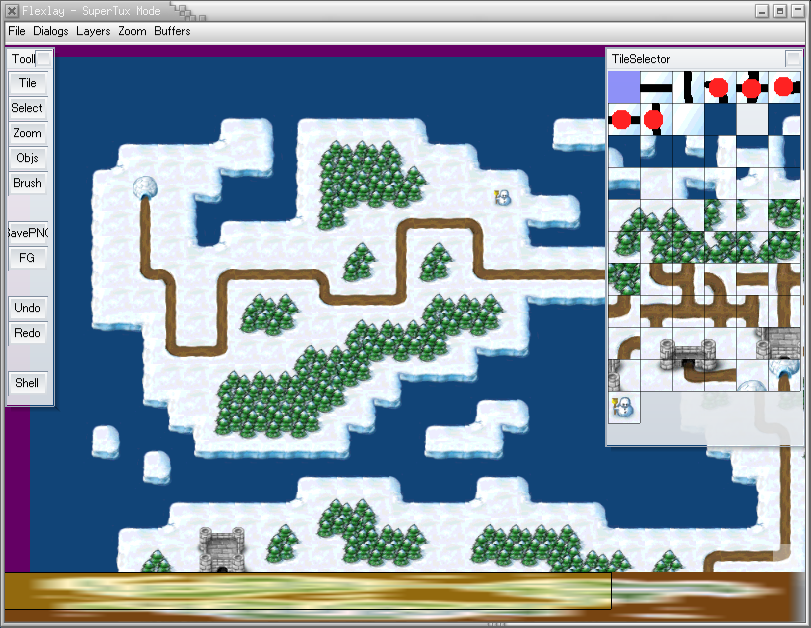 Flexlay - SuperTux Mode
File Dialogs Layers Zoom Buffers
Tooll
TileSelector
Tile
Select
Zoom
Objs
Brush
SavePNG
FG
Undo
Redo
Shell